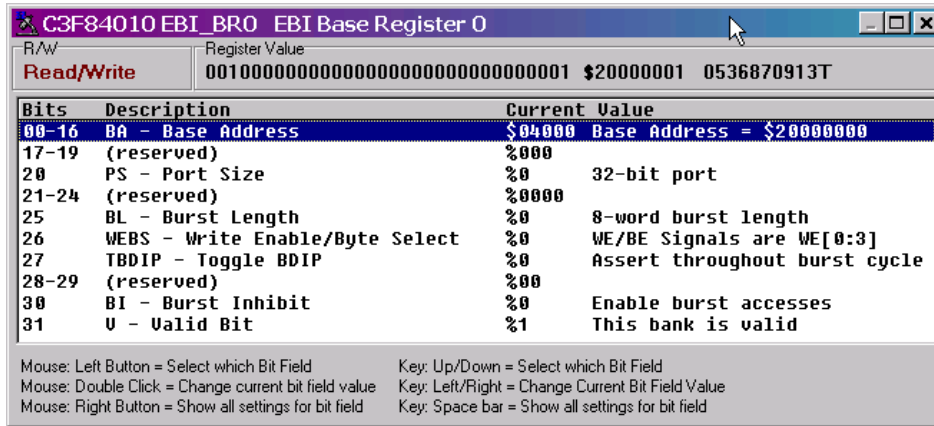 C3F84010 EBI_BR0 EBI Base Register 0
R/W Register Value
Read/Write 00100000000000000000000000000001 $20000001 0536870913T
Bits Description Current Value
00-16 BA - Base Address $04000 Base Address = $20000000
17-19 (reserved) %000
20 PS - Port Size %0 32-bit port
21-24 (reserved) %0000
25 BL - Burst Length %0 8-word burst length
26 WEBS - Write Enable/Byte Select %0 WE/BE Signals are WE[0:3]
27 TBDIP - Toggle BDIP %0 Assert throughout burst cycle
28-29 (reserved) %00
30 BI - Burst Inhibit %0 Enable burst accesses
31 V - Valid Bit %1 This bank is valid
Mouse: Left Button = Select which Bit Field Key: Up/Down = Select which Bit Field
Mouse: Double Click = Change current bit field value Key: Left/Right = Change Current Bit Field Value
Mouse: Right Button = Show all settings for bit field Key: Space bar = Show all settings for bit field